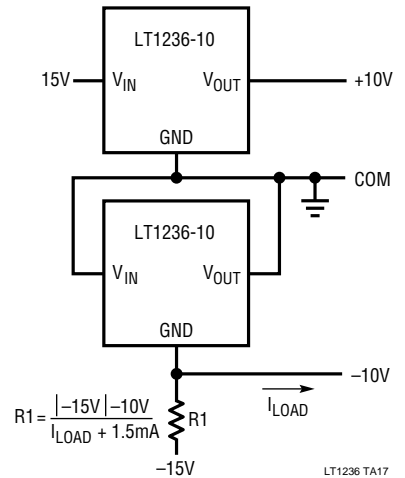 LT1236-10
15V
V_IN
V_OUT
+10V
GND
COM
LT1236-10
V_IN
V_OUT
GND
–10V
I_LOAD
R1 = |–15V| –10V / I_LOAD + 1.5mA
R1
–15V
LT1236 TA17